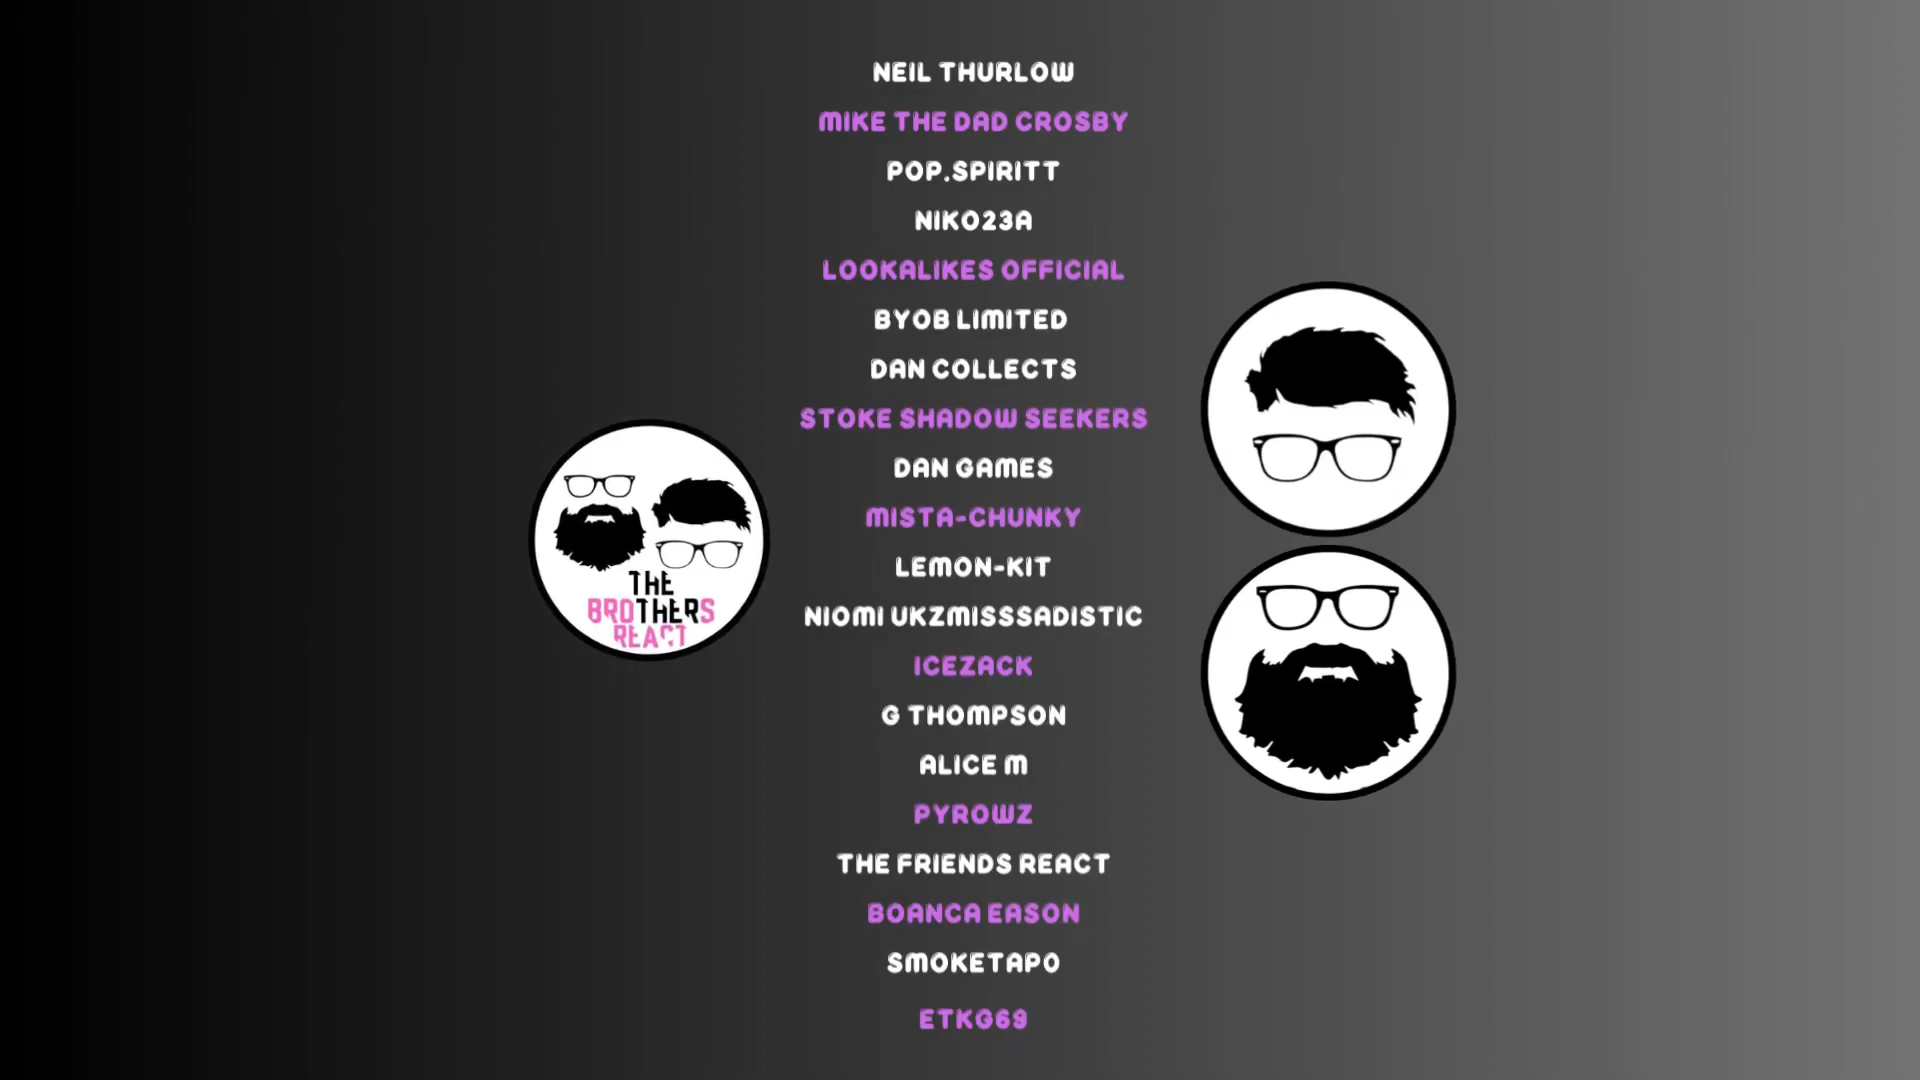 NEIL THURLOW
MIKE THE DAD CROSBY
POP.SPIRITT
NIKO23A
LOOKALIKES OFFICIAL
BYOB LIMITED
DAN COLLECTS
STOKE SHADOW SEEKERS
DAN GAMES
MISTA-CHUNKY
LEMON-KIT
NIOMI UKZMISSSADISTIC
ICEZACK
G THOMPSON
ALICE M
PYROWZ
THE FRIENDS REACT
BOANCA EASON
SMOKETAPO
ETKG69
THE
BROTHERS
REACT